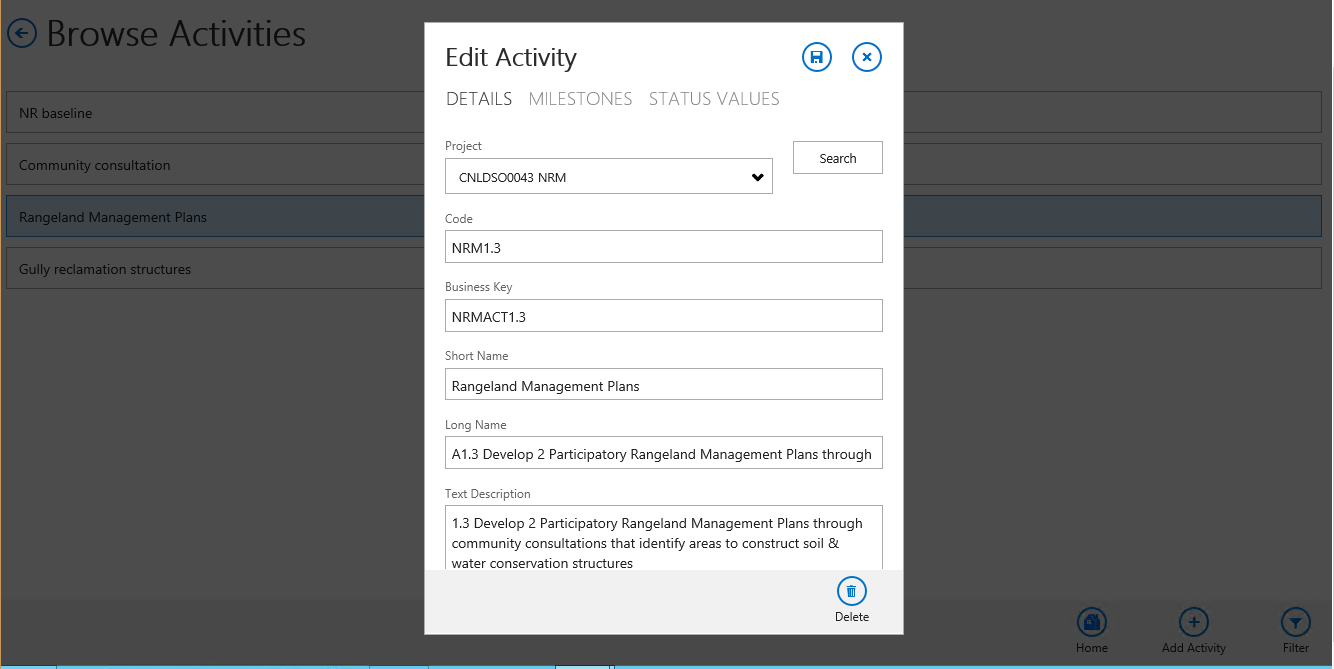 Browse Activities
NR baseline
Community consultation
Rangeland Management Plans
Gully reclamation structures
Edit Activity
DETAILS MILESTONES STATUS VALUES
Project
CNLDSO0043 NRM
Search
Code
NRM1.3
Business Key
NRMACT1.3
Short Name
Rangeland Management Plans
Long Name
A1.3 Develop 2 Participatory Rangeland Management Plans through
Text Description
1.3 Develop 2 Participatory Rangeland Management Plans through
community consultations that identify areas to construct soil &
water conservation structures
Delete
Home
Add Activity
Filter